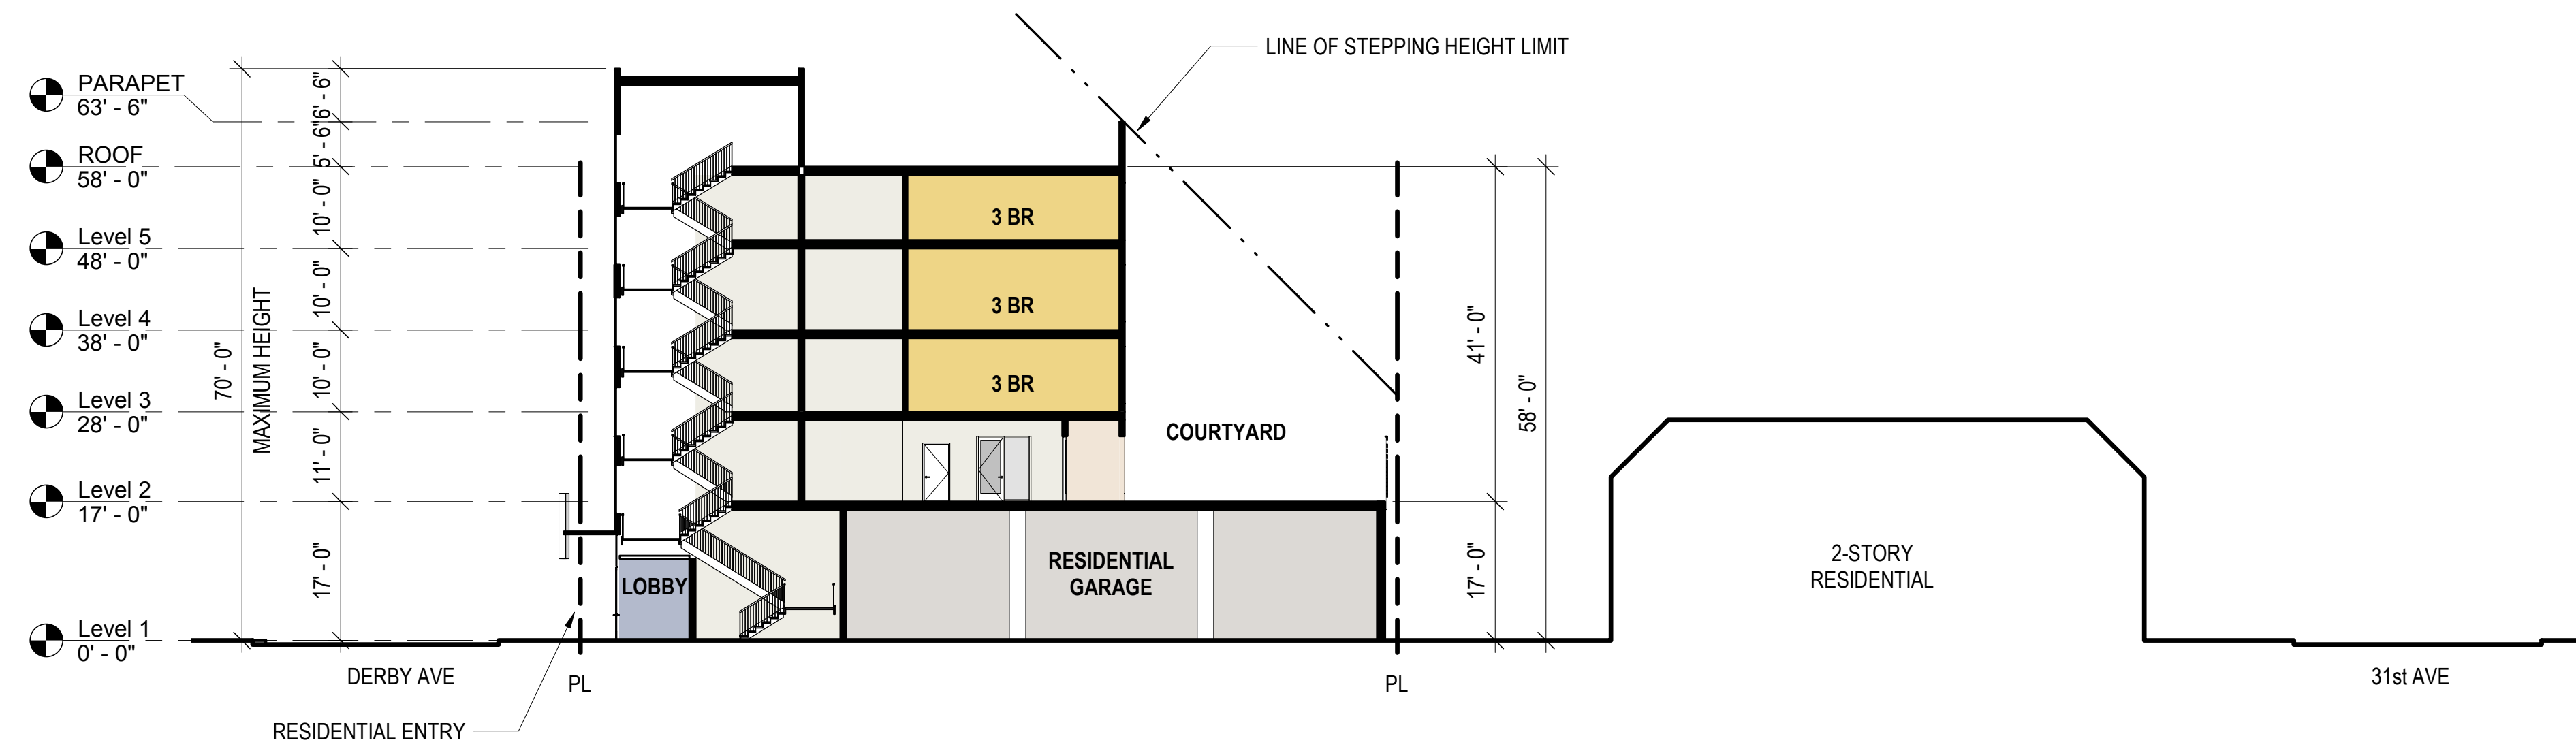 LINE OF STEPPING HEIGHT LIMIT
PARAPET
63' - 6"
ROOF
58' - 0"
Level 5
48' - 0"
Level 4
38' - 0"
Level 3
28' - 0"
Level 2
17' - 0"
Level 1
0' - 0"
70' - 0"
MAXIMUM HEIGHT
6' - 6"
5' - 6"
10' - 0"
10' - 0"
10' - 0"
11' - 0"
17' - 0"
3 BR
3 BR
3 BR
COURTYARD
LOBBY
RESIDENTIAL
GARAGE
41' - 0"
17' - 0"
58' - 0"
2-STORY
RESIDENTIAL
DERBY AVE
PL
PL
31st AVE
RESIDENTIAL ENTRY